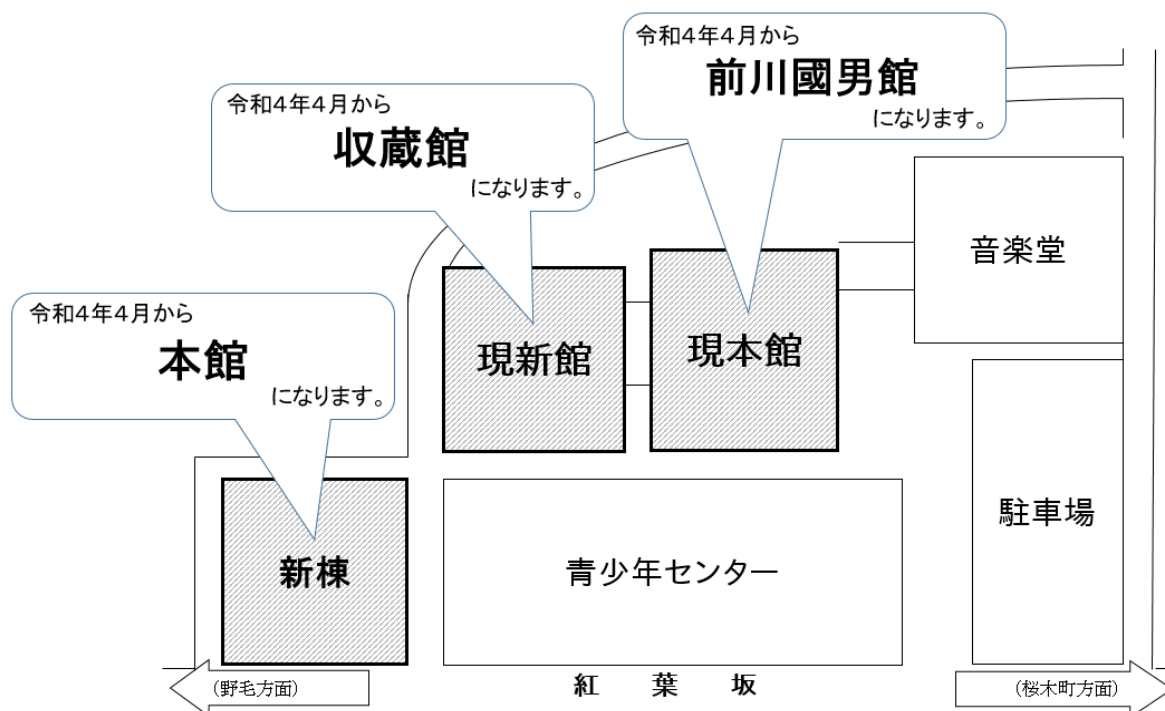 令和4年4月から
前川國男館
になります。
令和4年4月から
収蔵館
になります。
音楽堂
令和4年4月から
本館
になります。
現新館
現本館
駐車場
新棟
青少年センター
(野毛方面)
紅 葉 坂
(桜木町方面)